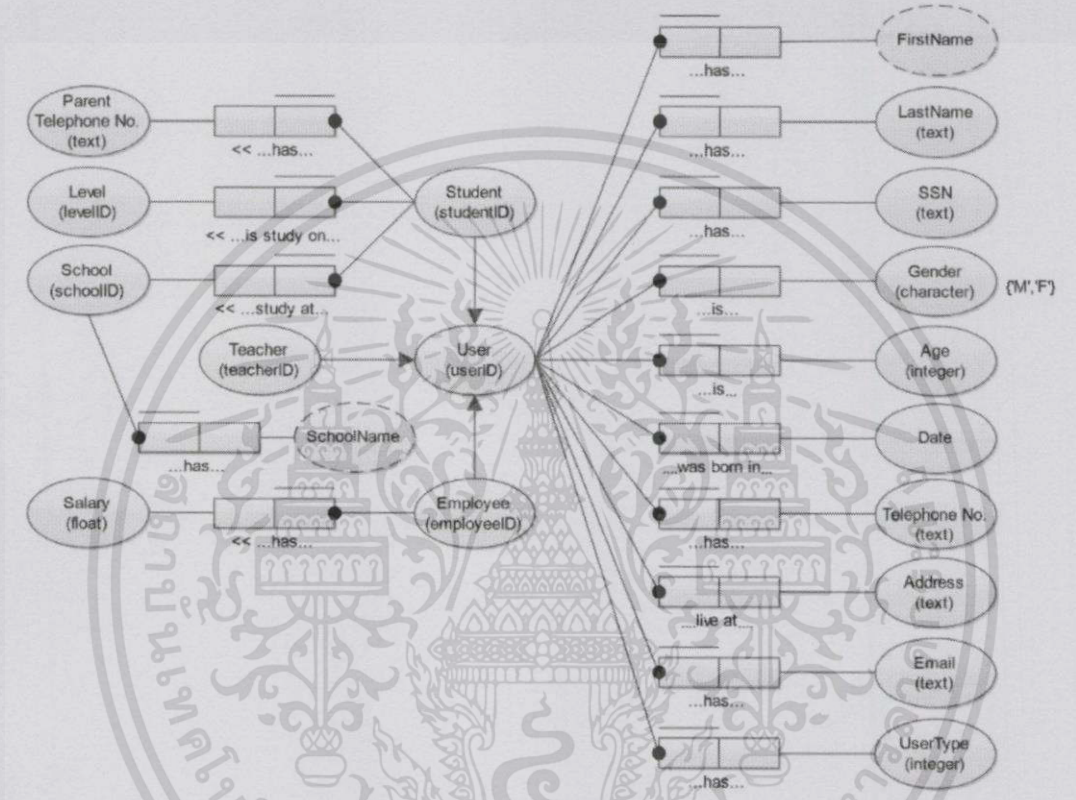 FirstName
...has...
Parent
Telephone No.
(text)
<< ...has...
LastName
(text)
...has...
Level
(levelID)
<< ...is study on...
Student
(studentID)
SSN
(text)
...has...
School
(schoolID)
<< ...study at...
Gender
(character)
{'M','F'}
...is...
Teacher
(teacherID)
User
(userID)
Age
(integer)
...is...
SchoolName
...has...
Date
...was born in...
Salary
(float)
<< ...has...
Employee
(employeeID)
Telephone No.
(text)
...has...
Address
(text)
...live at...
Email
(text)
...has...
UserType
(integer)
...has...